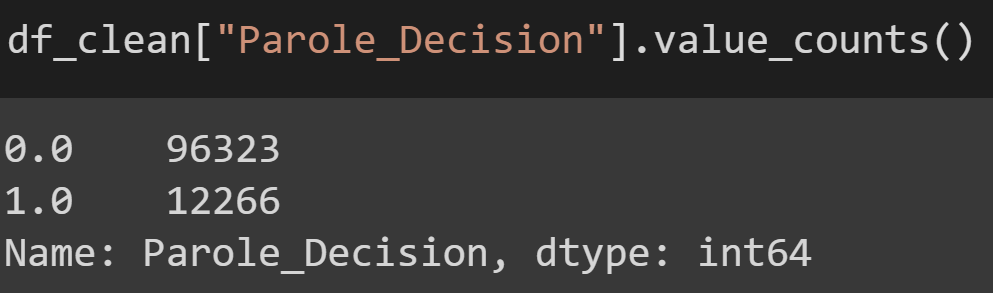 df_clean["Parole_Decision"].value_counts()
0.0    96323
1.0    12266
Name: Parole_Decision, dtype: int64